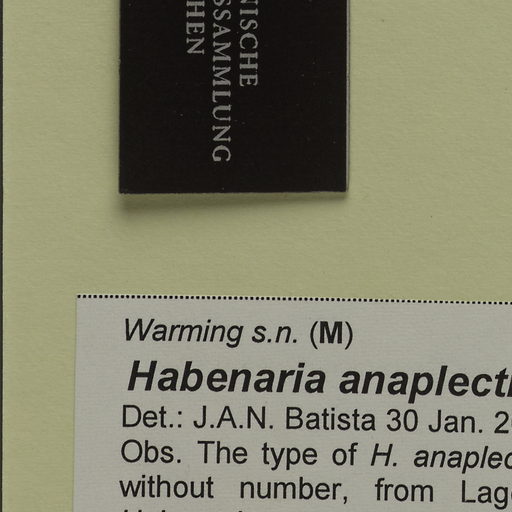 NISCHE
SSAMMLUNG
CHEN
Warming s.n. (M)
Habenaria anaplect
Det.: J.A.N. Batista 30 Jan. 2
Obs. The type of H. anaplec
without number, from Lag